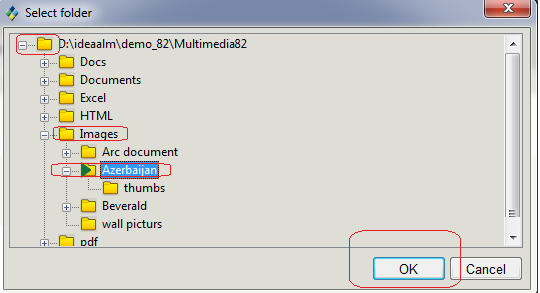 Select folder
D:\ideaalm\demo_82\Multimedia82
Docs
Documents
Excel
HTML
Images
Arc document
Azerbaijan
thumbs
Beverald
wall picturs
pdf
OK Cancel